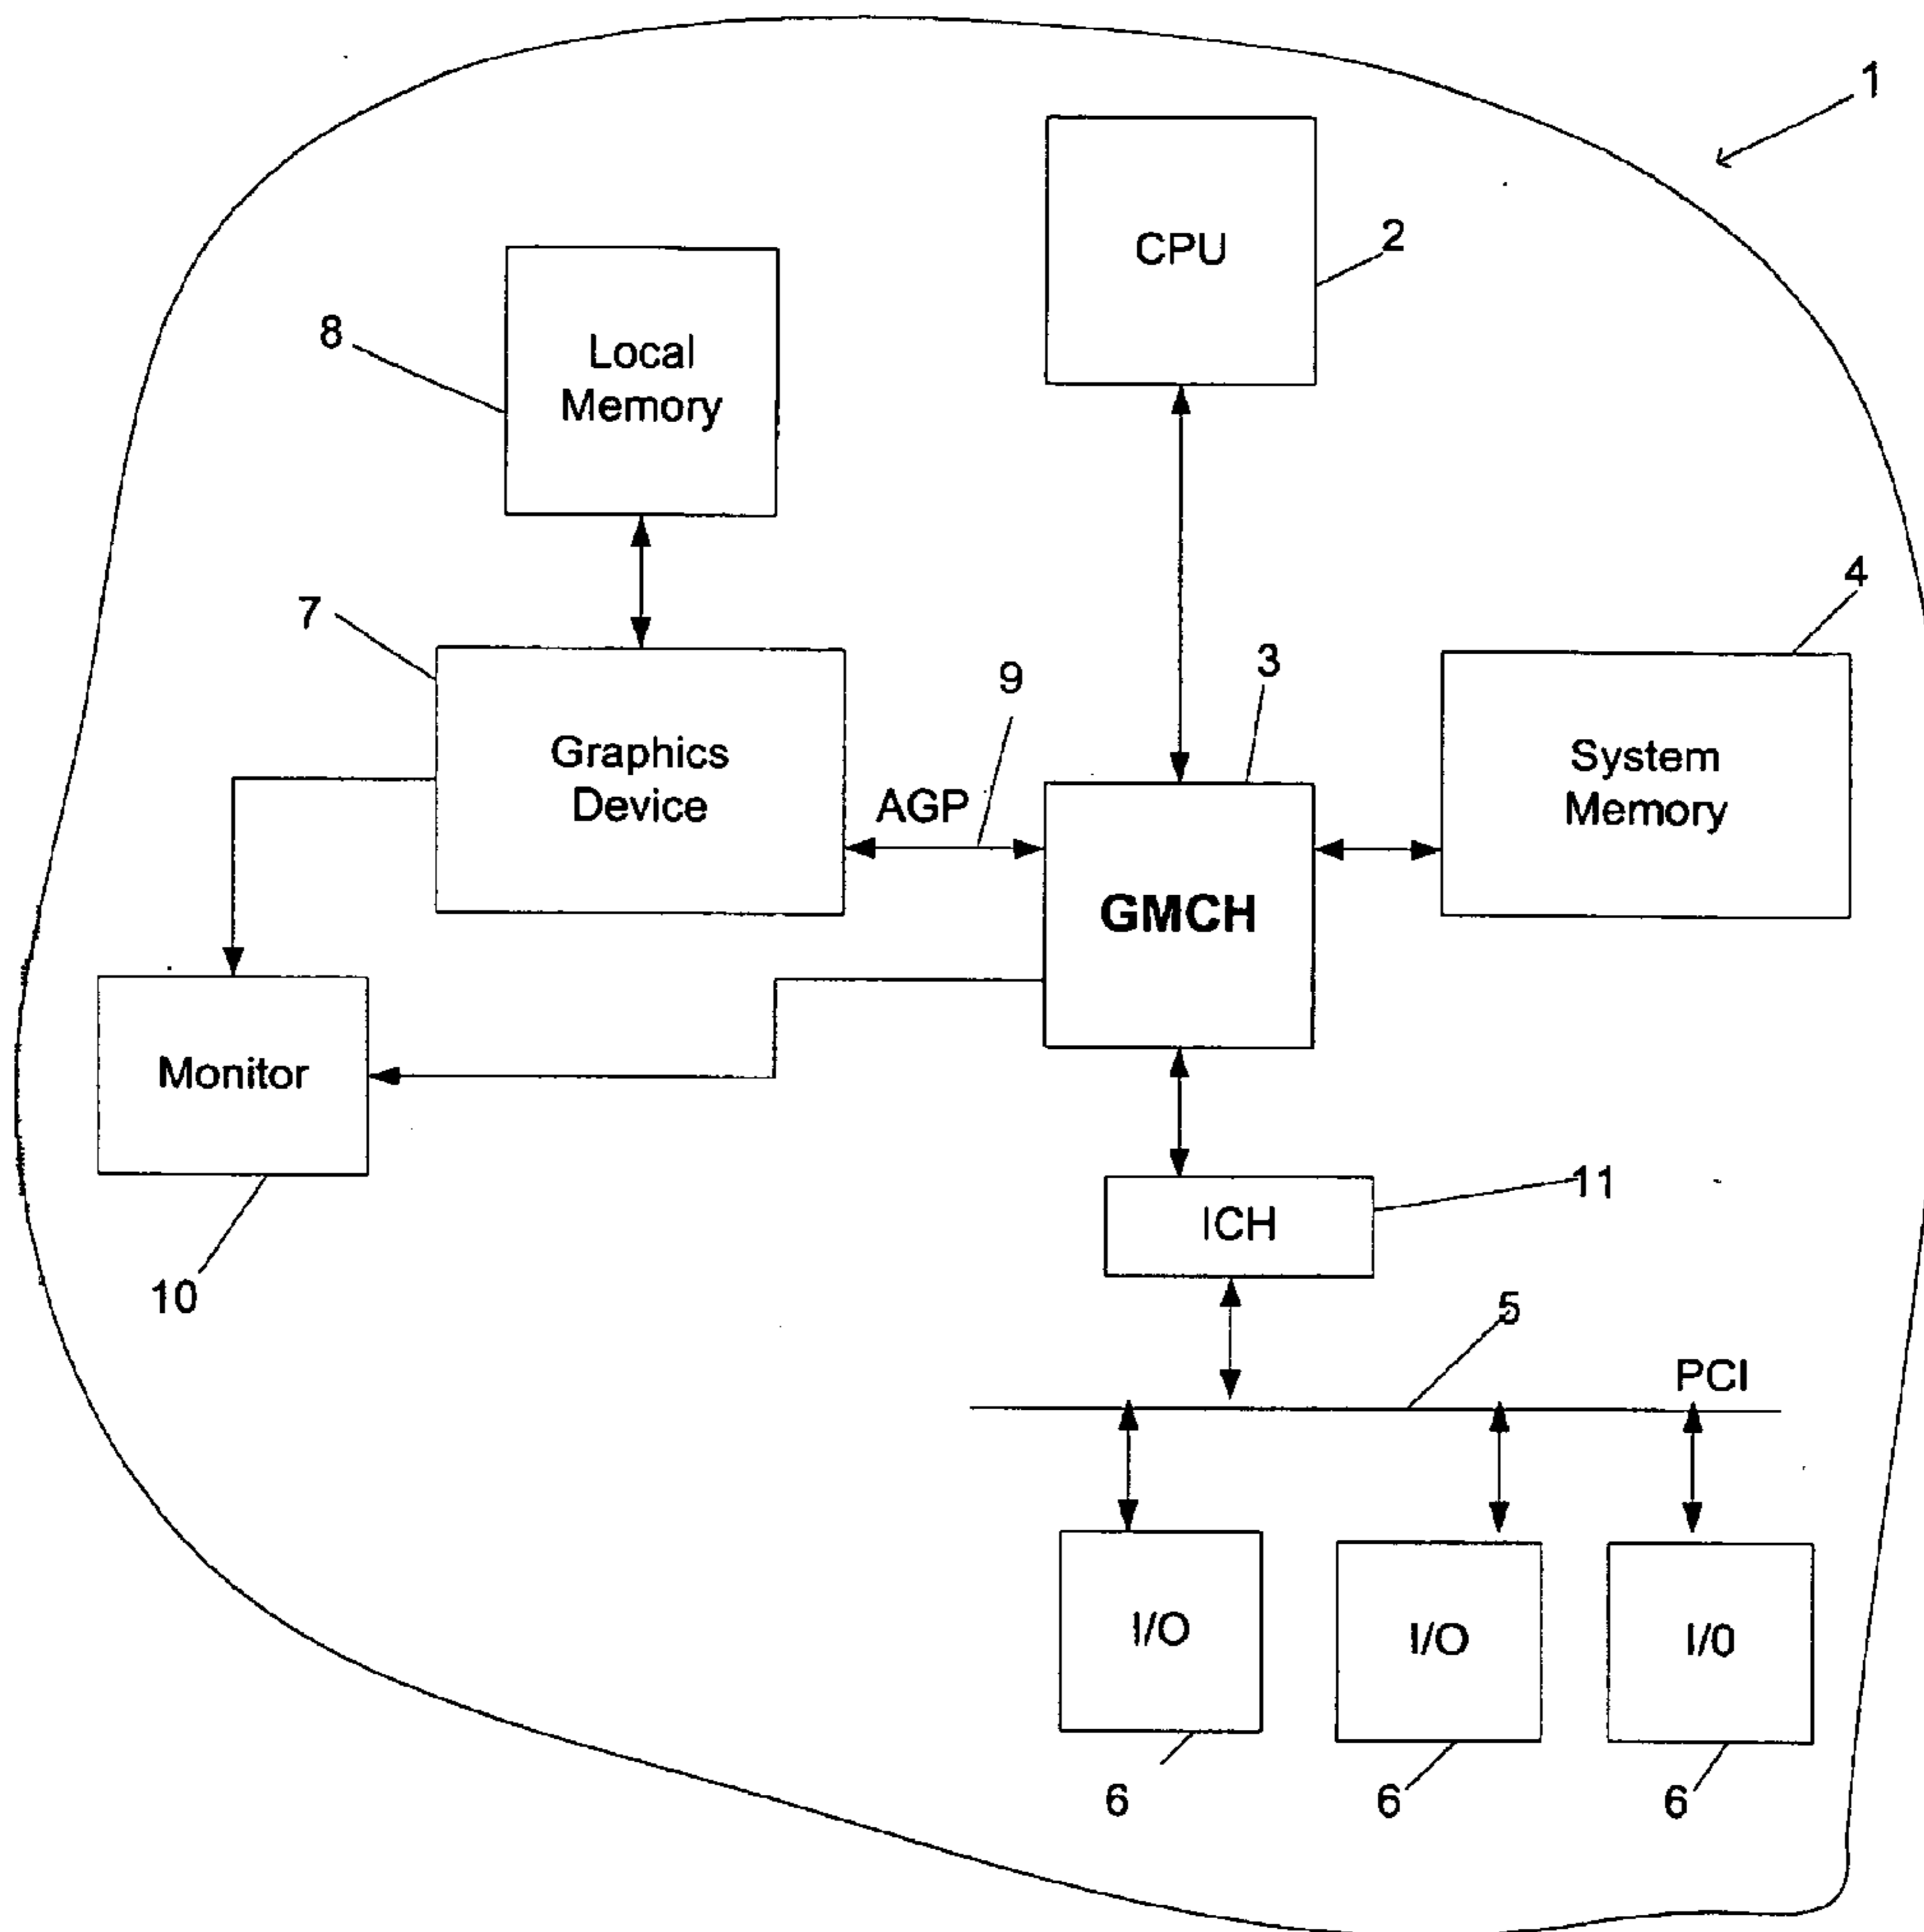 1
CPU
2
8
Local
Memory
7
Graphics
Device
9
AGP
3
GMCH
4
System
Memory
Monitor
10
ICH
11
5
PCI
I/O
I/O
I/0
6
6
6